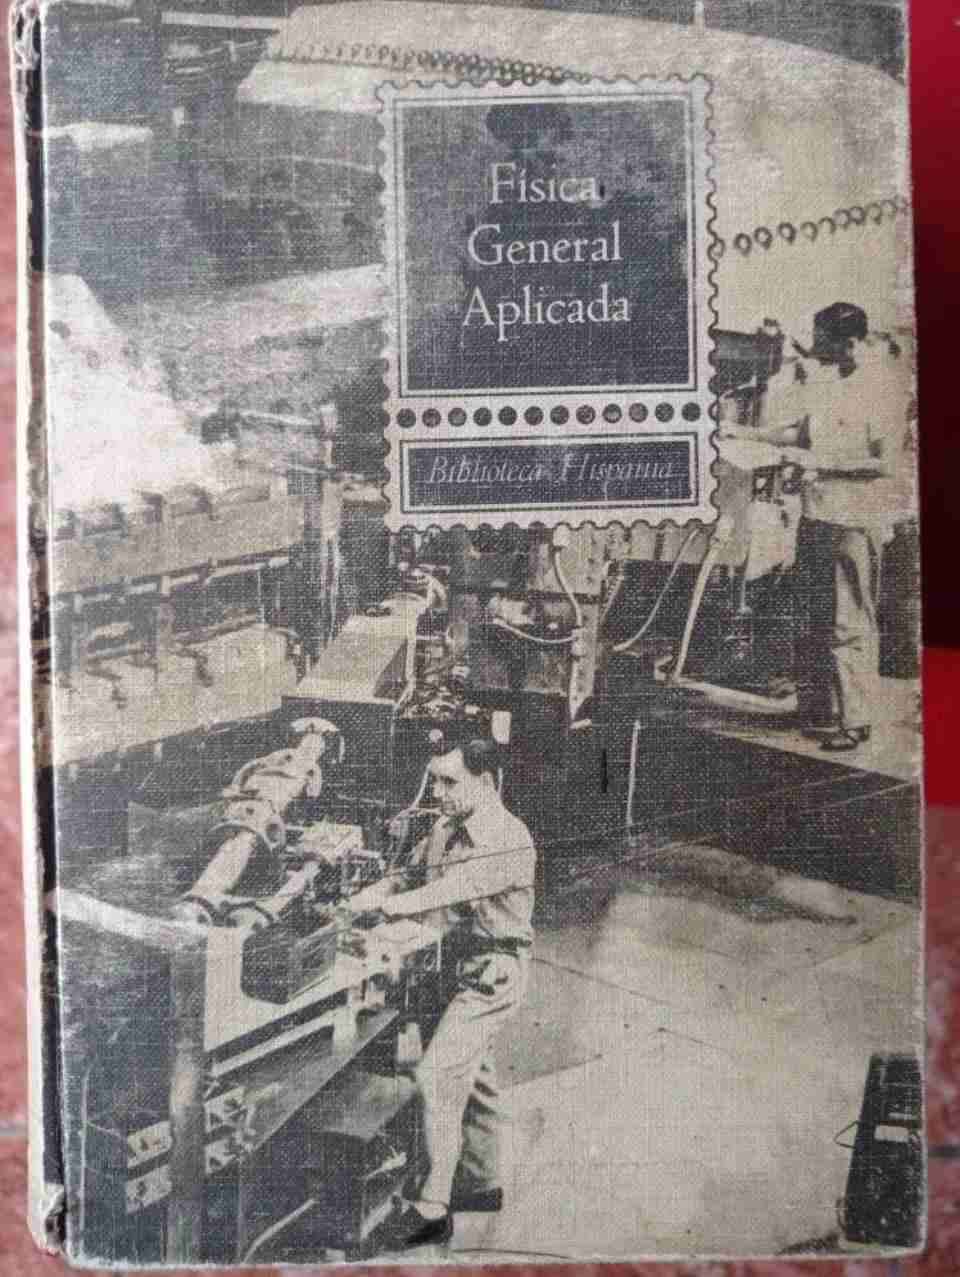 Física
General
Aplicada
Biblioteca Hispania